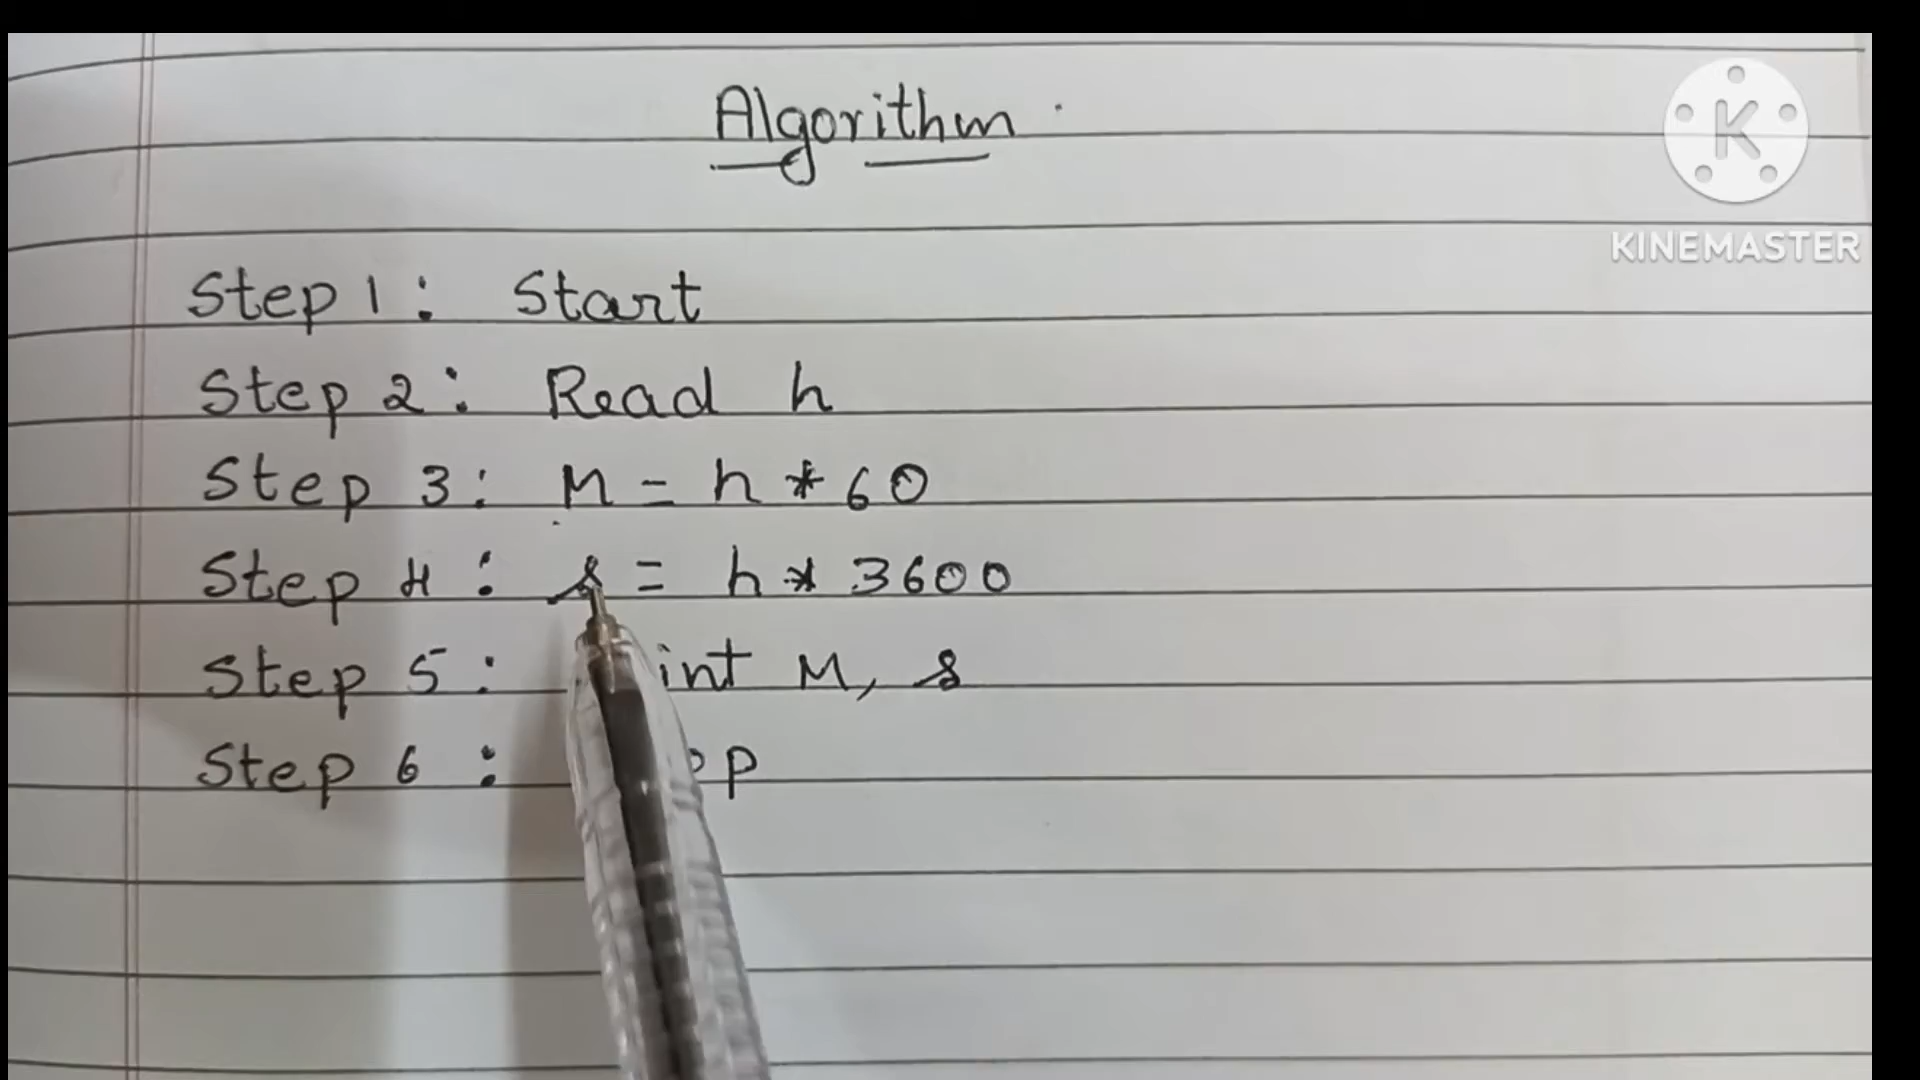 Algorithm
K
KINEMASTER
Step 1: Start
Step 2: Read h
Step 3: M = h * 60
Step 4: s = h * 3600
Step 5: int M, s
Step 6: op